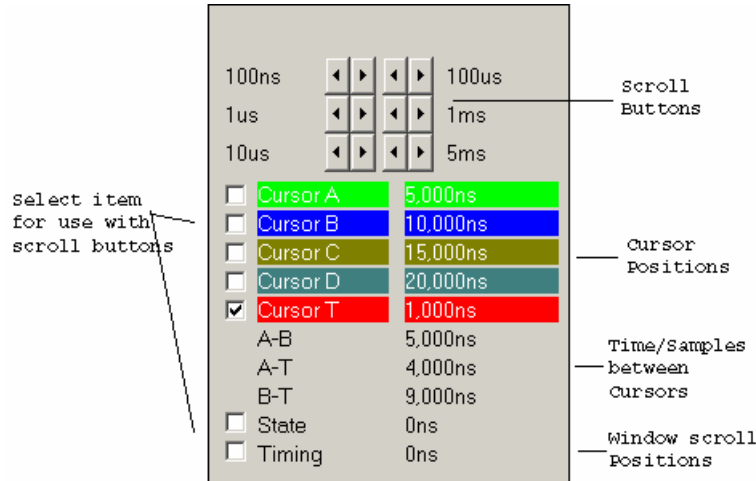 100ns 100us
1us 1ms
10us 5ms
Scroll
Buttons
Select item
for use with
scroll buttons
Cursor A 5,000ns
Cursor B 10,000ns
Cursor C 15,000ns
Cursor D 20,000ns
Cursor T 1,000ns
Cursor
Positions
A-B 5,000ns
A-T 4,000ns
B-T 9,000ns
Time/Samples
between
Cursors
State 0ns
Timing 0ns
Window scroll
Positions